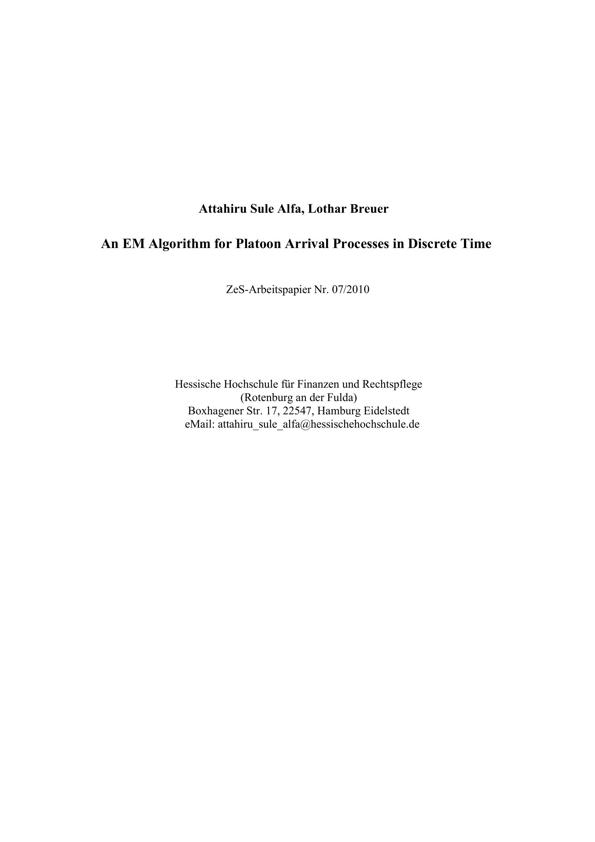 Attahiru Sule Alfa, Lothar Breuer
An EM Algorithm for Platoon Arrival Processes in Discrete Time
ZeS-Arbeitspapier Nr. 07/2010
Hessische Hochschule für Finanzen und Rechtspflege
(Rotenburg an der Fulda)
Boxhagener Str. 17, 22547, Hamburg Eidelstedt
eMail: attahiru_sule_alfa@hessischehochschule.de